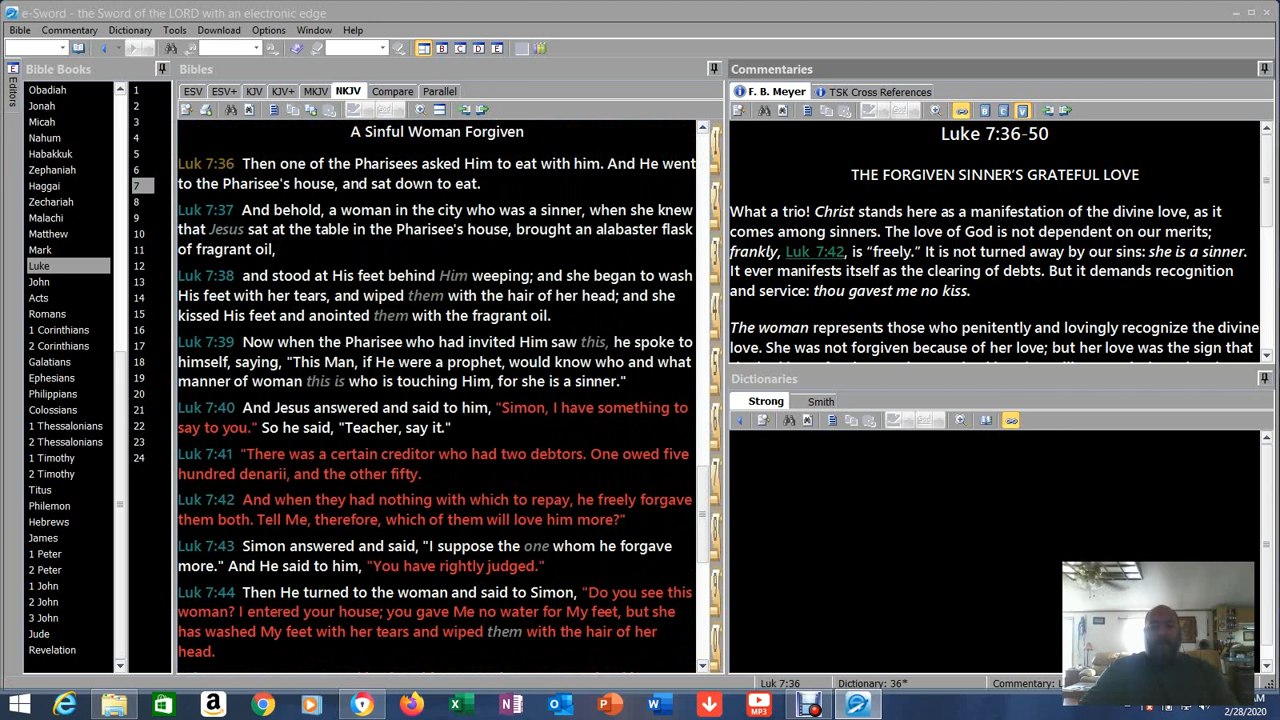 e-Sword - the Sword of the LORD with an electronic edge
Bible Commentary Dictionary Tools Download Options Window Help
B C D E
Editors
Bible Books
Obadiah
Jonah
Micah
Nahum
Habakkuk
Zephaniah
Haggai
Zechariah
Malachi
Matthew
Mark
Luke
John
Acts
Romans
1 Corinthians
2 Corinthians
Galatians
Ephesians
Philippians
Colossians
1 Thessalonians
2 Thessalonians
1 Timothy
2 Timothy
Titus
Philemon
Hebrews
James
1 Peter
2 Peter
1 John
2 John
3 John
Jude
Revelation
1
2
3
4
5
6
7
8
9
10
11
12
13
14
15
16
17
18
19
20
21
22
23
24
Bibles
ESV ESV+ KJV KJV+ MKJV NKJV Compare Parallel
A Sinful Woman Forgiven
Luk 7:36 Then one of the Pharisees asked Him to eat with him. And He went
to the Pharisee's house, and sat down to eat.
Luk 7:37 And behold, a woman in the city who was a sinner, when she knew
that Jesus sat at the table in the Pharisee's house, brought an alabaster flask
of fragrant oil,
Luk 7:38 and stood at His feet behind Him weeping; and she began to wash
His feet with her tears, and wiped them with the hair of her head; and she
kissed His feet and anointed them with the fragrant oil.
Luk 7:39 Now when the Pharisee who had invited Him saw this, he spoke to
himself, saying, "This Man, if He were a prophet, would know who and what
manner of woman this is who is touching Him, for she is a sinner."
Luk 7:40 And Jesus answered and said to him, "Simon, I have something to
say to you." So he said, "Teacher, say it."
Luk 7:41 "There was a certain creditor who had two debtors. One owed five
hundred denarii, and the other fifty.
Luk 7:42 And when they had nothing with which to repay, he freely forgave
them both. Tell Me, therefore, which of them will love him more?"
Luk 7:43 Simon answered and said, "I suppose the one whom he forgave
more." And He said to him, "You have rightly judged."
Luk 7:44 Then He turned to the woman and said to Simon, "Do you see this
woman? I entered your house; you gave Me no water for My feet, but she
has washed My feet with her tears and wiped them with the hair of her
head.
Commentaries
F. B. Meyer TSK Cross References
Luke 7:36-50
THE FORGIVEN SINNER'S GRATEFUL LOVE
What a trio! Christ stands here as a manifestation of the divine love, as it
comes among sinners. The love of God is not dependent on our merits;
frankly, Luk 7:42, is “freely.” It is not turned away by our sins: she is a sinner.
It ever manifests itself as the clearing of debts. But it demands recognition
and service: thou gavest me no kiss.
The woman represents those who penitently and lovingly recognize the divine
love. She was not forgiven because of her love; but her love was the sign that
Dictionaries
Strong Smith
Luk 7:36 Dictionary: 36* Commentary: L
MP3
2/28/2020